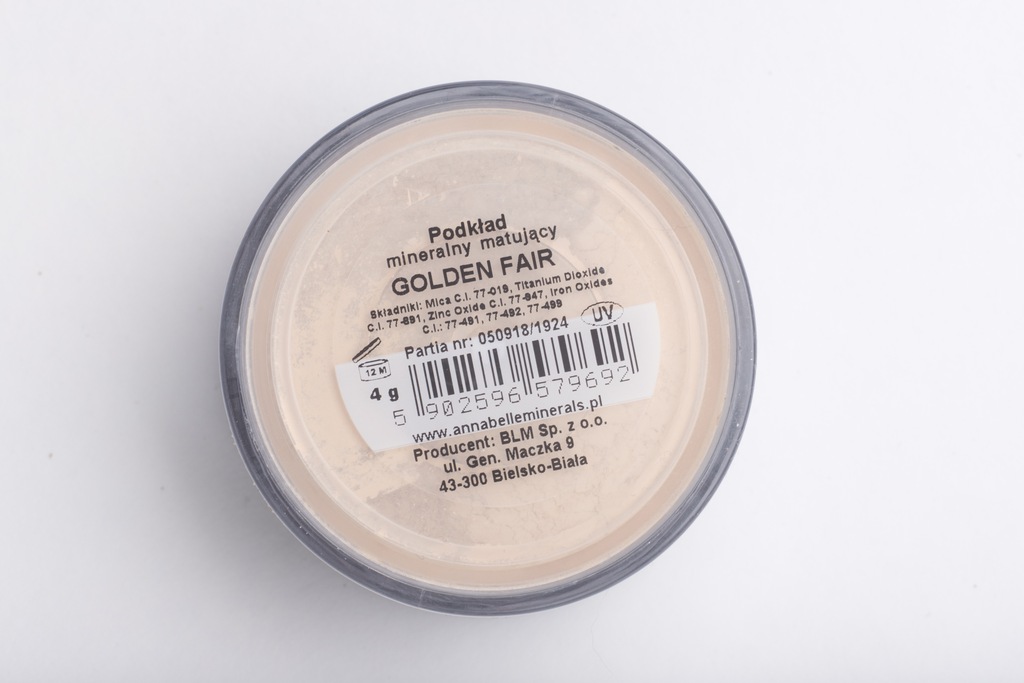 Podkład
mineralny matujący
GOLDEN FAIR
Składniki: Mica C.I. 77-019, Titanium Dioxide
C.I. 77-891, Zinc Oxide C.I. 77-947, Iron Oxides
C.I.: 77-491, 77-492, 77-499
Partia nr: 050918/1924
UV
12 M
4 g
5 902596 579692
www.annabelleminerals.pl
Producent: BLM Sp. z o.o.
ul. Gen. Maczka 9
43-300 Bielsko-Biała